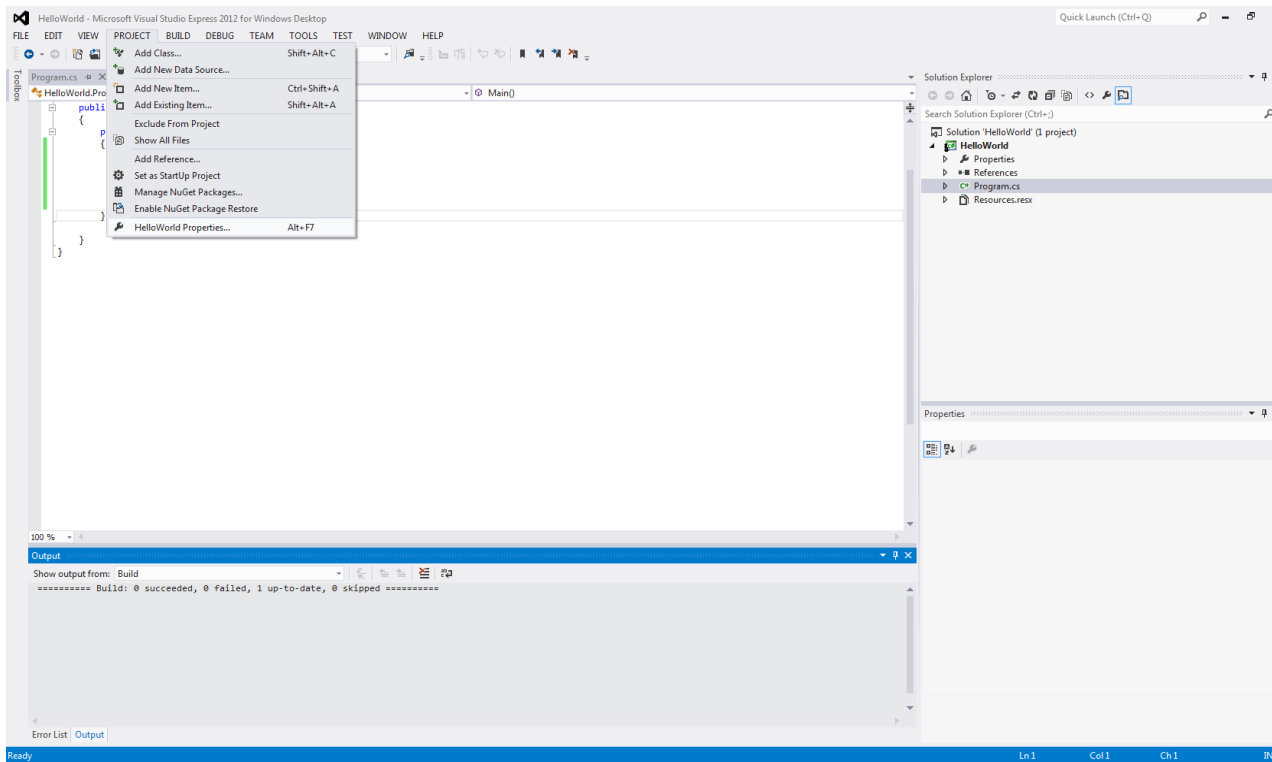 HelloWorld - Microsoft Visual Studio Express 2012 for Windows Desktop
Quick Launch (Ctrl+Q)
FILE EDIT VIEW PROJECT BUILD DEBUG TEAM TOOLS TEST WINDOW HELP
Toolbox
Program.cs
HelloWorld.Pro
Main()
publi
{
p
{
}
}
}
Add Class... Shift+Alt+C
Add New Data Source...
Add New Item... Ctrl+Shift+A
Add Existing Item... Shift+Alt+A
Exclude From Project
Show All Files
Add Reference...
Set as StartUp Project
Manage NuGet Packages...
Enable NuGet Package Restore
HelloWorld Properties... Alt+F7
100 %
Output
Show output from: Build
========== Build: 0 succeeded, 0 failed, 1 up-to-date, 0 skipped ==========
Error List Output
Solution Explorer
Search Solution Explorer (Ctrl+;)
Solution 'HelloWorld' (1 project)
HelloWorld
Properties
References
C# Program.cs
Resources.resx
Properties
Ready Ln 1 Col 1 Ch 1 IN